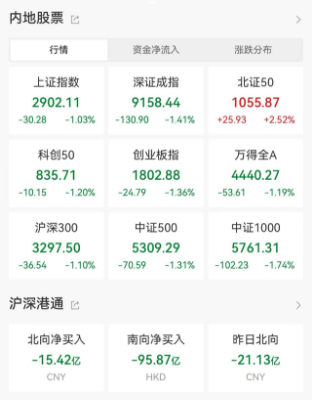 内地股票
行情 资金净流入 涨跌分布
上证指数 深证成指 北证50
2902.11 9158.44 1055.87
-30.28 -1.03% -130.90 -1.41% +25.93 +2.52%
科创50 创业板指 万得全A
835.71 1802.88 4440.27
-10.15 -1.20% -24.79 -1.36% -53.61 -1.19%
沪深300 中证500 中证1000
3297.50 5309.29 5761.31
-36.54 -1.10% -70.59 -1.31% -102.23 -1.74%
沪深港通
北向净买入 南向净买入 昨日北向
-15.42亿 -95.87亿 -21.13亿
CNY HKD CNY